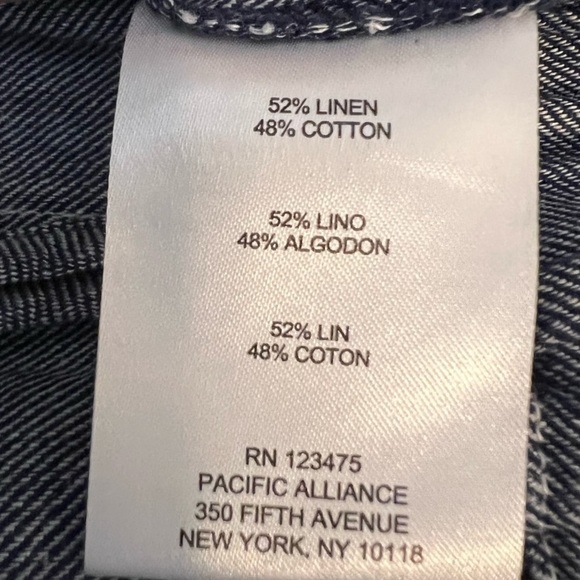 52% LINEN
48% COTTON
52% LINO
48% ALGODON
52% LIN
48% COTON
RN 123475
PACIFIC ALLIANCE
350 FIFTH AVENUE
NEW YORK, NY 10118